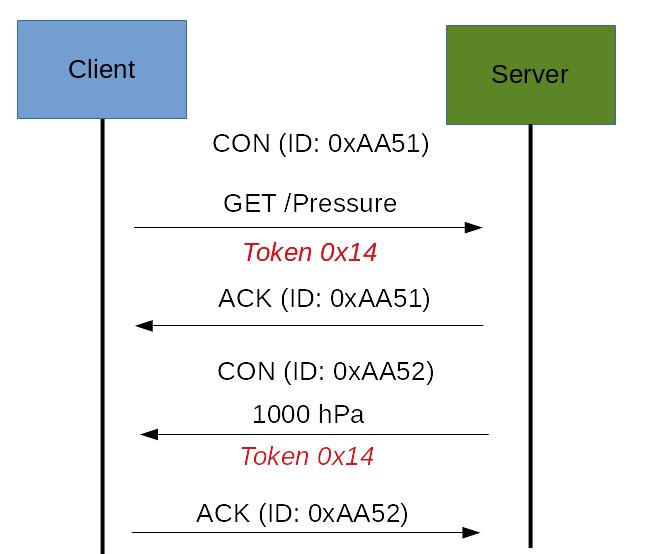 Client
Server
CON (ID: 0xAA51)
GET /Pressure
Token 0x14
ACK (ID: 0xAA51)
CON (ID: 0xAA52)
1000 hPa
Token 0x14
ACK (ID: 0xAA52)